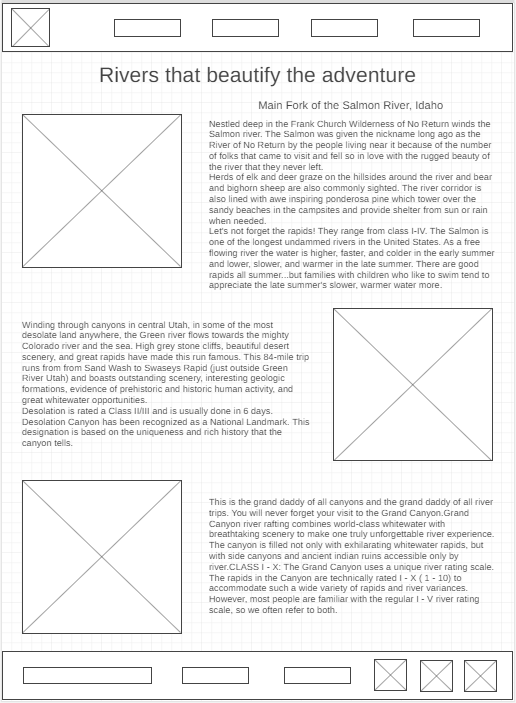 Rivers that beautify the adventure
Main Fork of the Salmon River, Idaho
Nestled deep in the Frank Church Wilderness of No Return winds the
Salmon river. The Salmon was given the nickname long ago as the
River of No Return by the people living near it because of the number
of folks that came to visit and fell so in love with the rugged beauty of
the river that they never left.
Herds of elk and deer graze on the hillsides around the river and bear
and bighorn sheep are also commonly sighted. The river corridor is
also lined with awe inspiring ponderosa pine which tower over the
sandy beaches in the campsites and provide shelter from sun or rain
when needed.
Let's not forget the rapids! They range from class I-IV. The Salmon is
one of the longest undammed rivers in the United States. As a free
flowing river the water is higher, faster, and colder in the early summer
and lower, slower, and warmer in the late summer. There are good
rapids all summer...but families with children who like to swim tend to
appreciate the late summer's slower, warmer water more.
Winding through canyons in central Utah, in some of the most
desolate land anywhere, the Green river flows towards the mighty
Colorado river and the sea. High grey stone cliffs, beautiful desert
scenery, and great rapids have made this run famous. This 84-mile trip
runs from from Sand Wash to Swaseys Rapid (just outside Green
River Utah) and boasts outstanding scenery, interesting geologic
formations, evidence of prehistoric and historic human activity, and
great whitewater opportunities.
Desolation is rated a Class II/III and is usually done in 6 days.
Desolation Canyon has been recognized as a National Landmark. This
designation is based on the uniqueness and rich history that the
canyon tells.
This is the grand daddy of all canyons and the grand daddy of all river
trips. You will never forget your visit to the Grand Canyon.Grand
Canyon river rafting combines world-class whitewater with
breathtaking scenery to make one truly unforgettable river experience.
The canyon is filled not only with exhilarating whitewater rapids, but
with side canyons and ancient indian ruins accessible only by
river.CLASS I - X: The Grand Canyon uses a unique river rating scale.
The rapids in the Canyon are technically rated I - X ( 1 - 10) to
accommodate such a wide variety of rapids and river variances.
However, most people are familiar with the regular I - V river rating
scale, so we often refer to both.